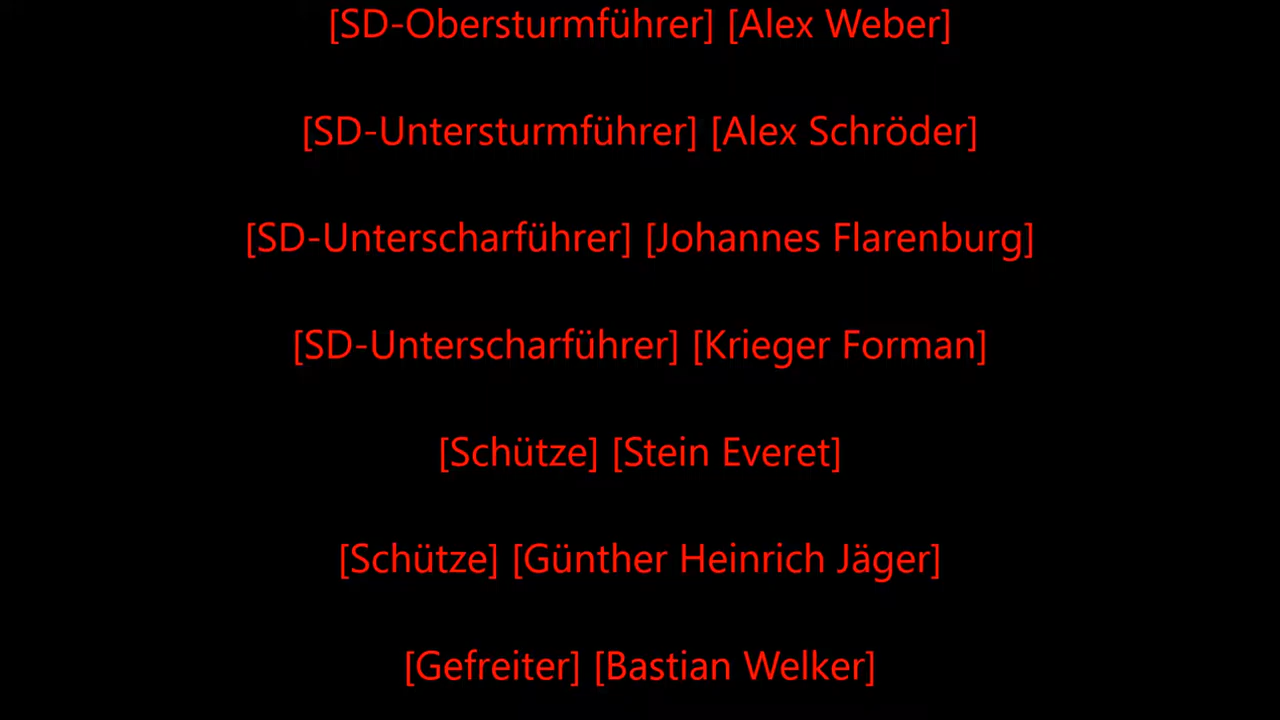 [SD-Obersturmführer] [Alex Weber]
[SD-Untersturmführer] [Alex Schröder]
[SD-Unterscharführer] [Johannes Flarenburg]
[SD-Unterscharführer] [Krieger Forman]
[Schütze] [Stein Everet]
[Schütze] [Günther Heinrich Jäger]
[Gefreiter] [Bastian Welker]